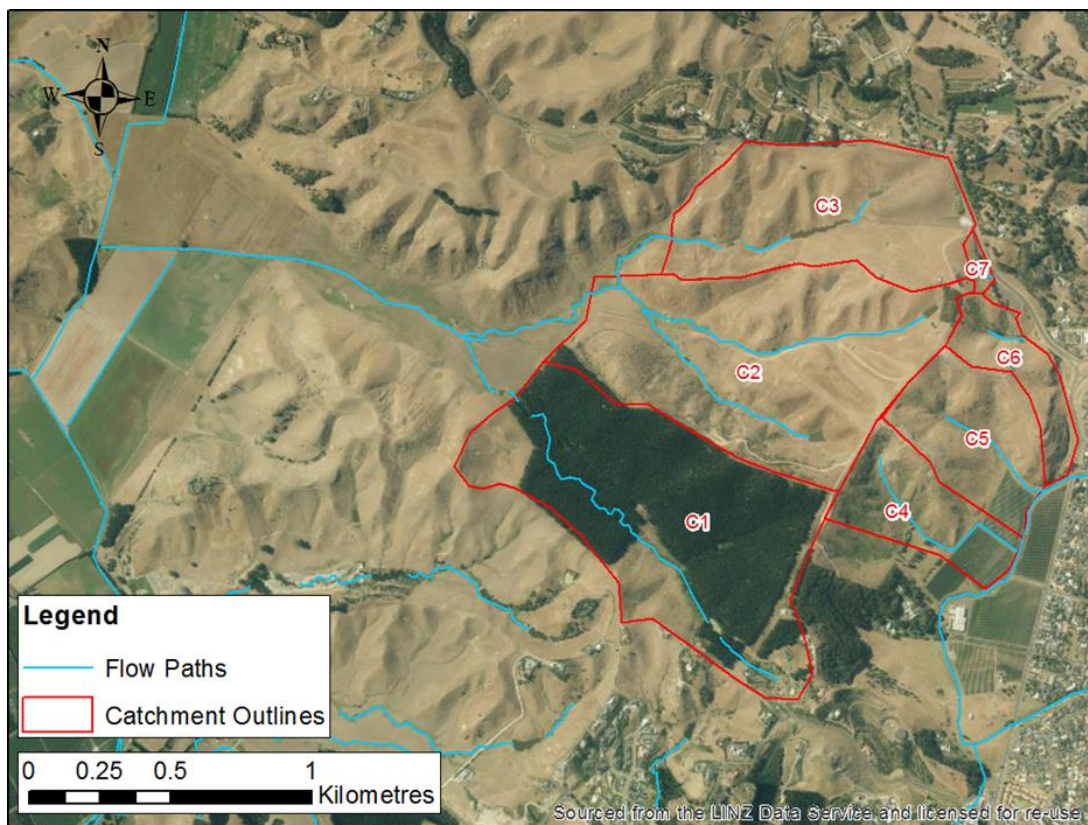 N
W E
S
C3
C7
C6
C2
C5
C4
C1
Legend
Flow Paths
Catchment Outlines
0 0.25 0.5 1
Kilometres
Sourced from the LINZ Data Service and licensed for re-use